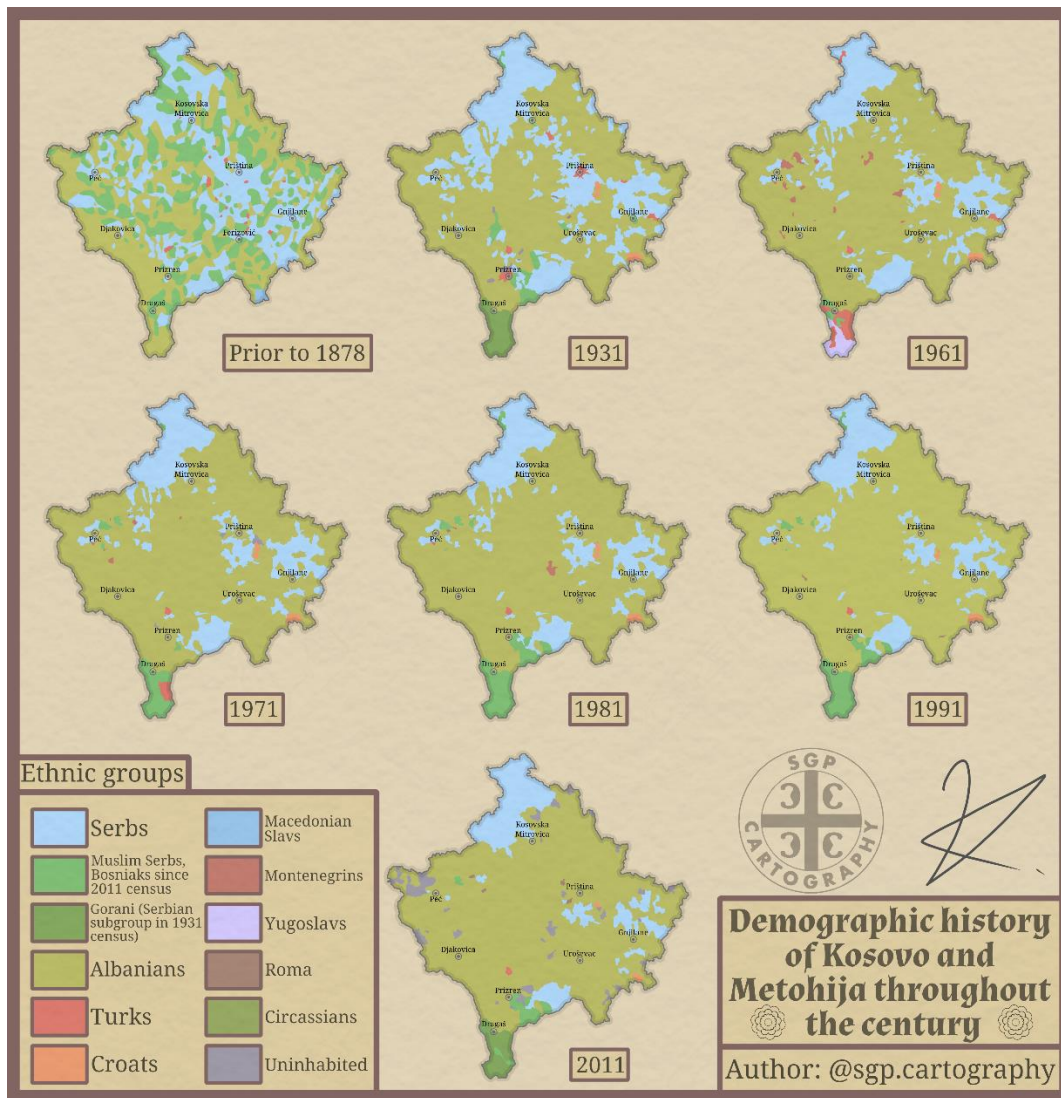 Kosovska
Mitrovica
Peć
Priština
Gnjilane
Djakovica
Ferizović
Prizren
Dragaš
Prior to 1878
Kosovska
Mitrovica
Peć
Priština
Gnjilane
Djakovica
Uroševac
Prizren
Dragaš
1931
Kosovska
Mitrovica
Peć
Priština
Gnjilane
Djakovica
Uroševac
Prizren
Dragaš
1961
Kosovska
Mitrovica
Peć
Priština
Gnjilane
Djakovica
Uroševac
Prizren
Dragaš
1971
Kosovska
Mitrovica
Peć
Priština
Gnjilane
Djakovica
Uroševac
Prizren
Dragaš
1981
Kosovska
Mitrovica
Peć
Priština
Gnjilane
Djakovica
Uroševac
Prizren
Dragaš
1991
Ethnic groups
Serbs
Muslim Serbs,
Bosniaks since
2011 census
Gorani (Serbian
subgroup in 1931
census)
Albanians
Turks
Croats
Macedonian
Slavs
Montenegrins
Yugoslavs
Roma
Circassians
Uninhabited
Kosovska
Mitrovica
Peć
Priština
Gnjilane
Djakovica
Uroševac
Prizren
Dragaš
2011
SGP
CARTOGRAPHY
Demographic history
of Kosovo and
Metohija throughout
the century
Author: @sgp.cartography